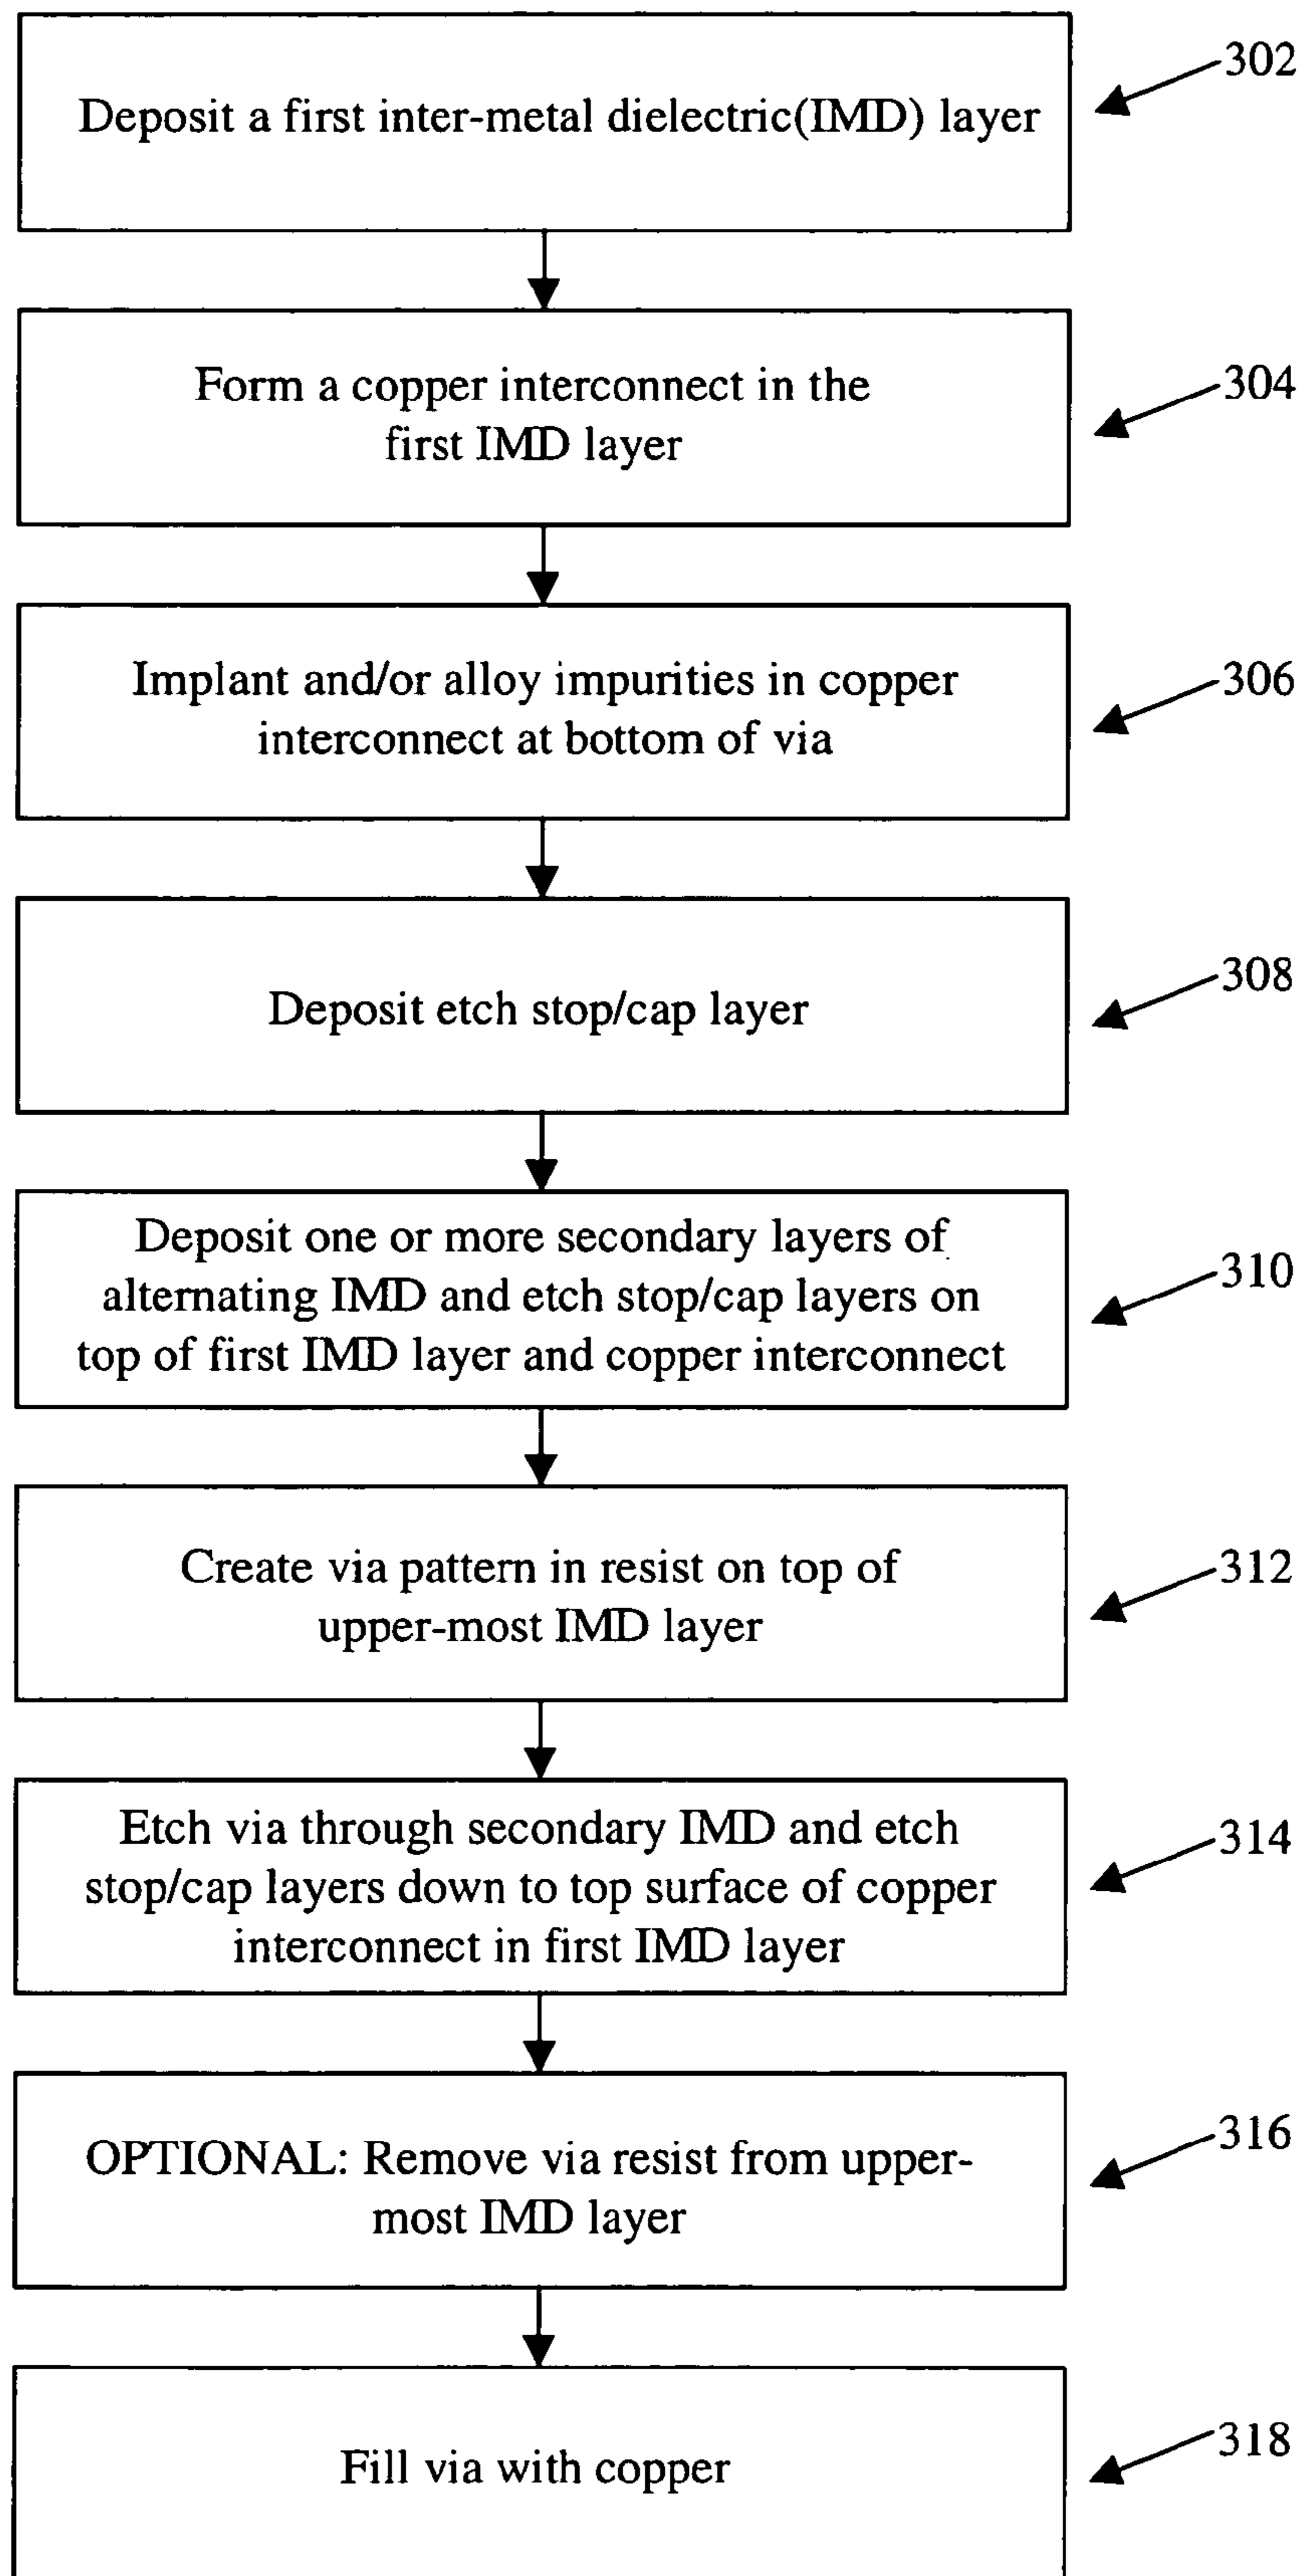 Deposit a first inter-metal dielectric(IMD) layer
302
Form a copper interconnect in the
first IMD layer
304
Implant and/or alloy impurities in copper
interconnect at bottom of via
306
Deposit etch stop/cap layer
308
Deposit one or more secondary layers of
alternating IMD and etch stop/cap layers on
top of first IMD layer and copper interconnect
310
Create via pattern in resist on top of
upper-most IMD layer
312
Etch via through secondary IMD and etch
stop/cap layers down to top surface of copper
interconnect in first IMD layer
314
OPTIONAL: Remove via resist from upper-
most IMD layer
316
Fill via with copper
318